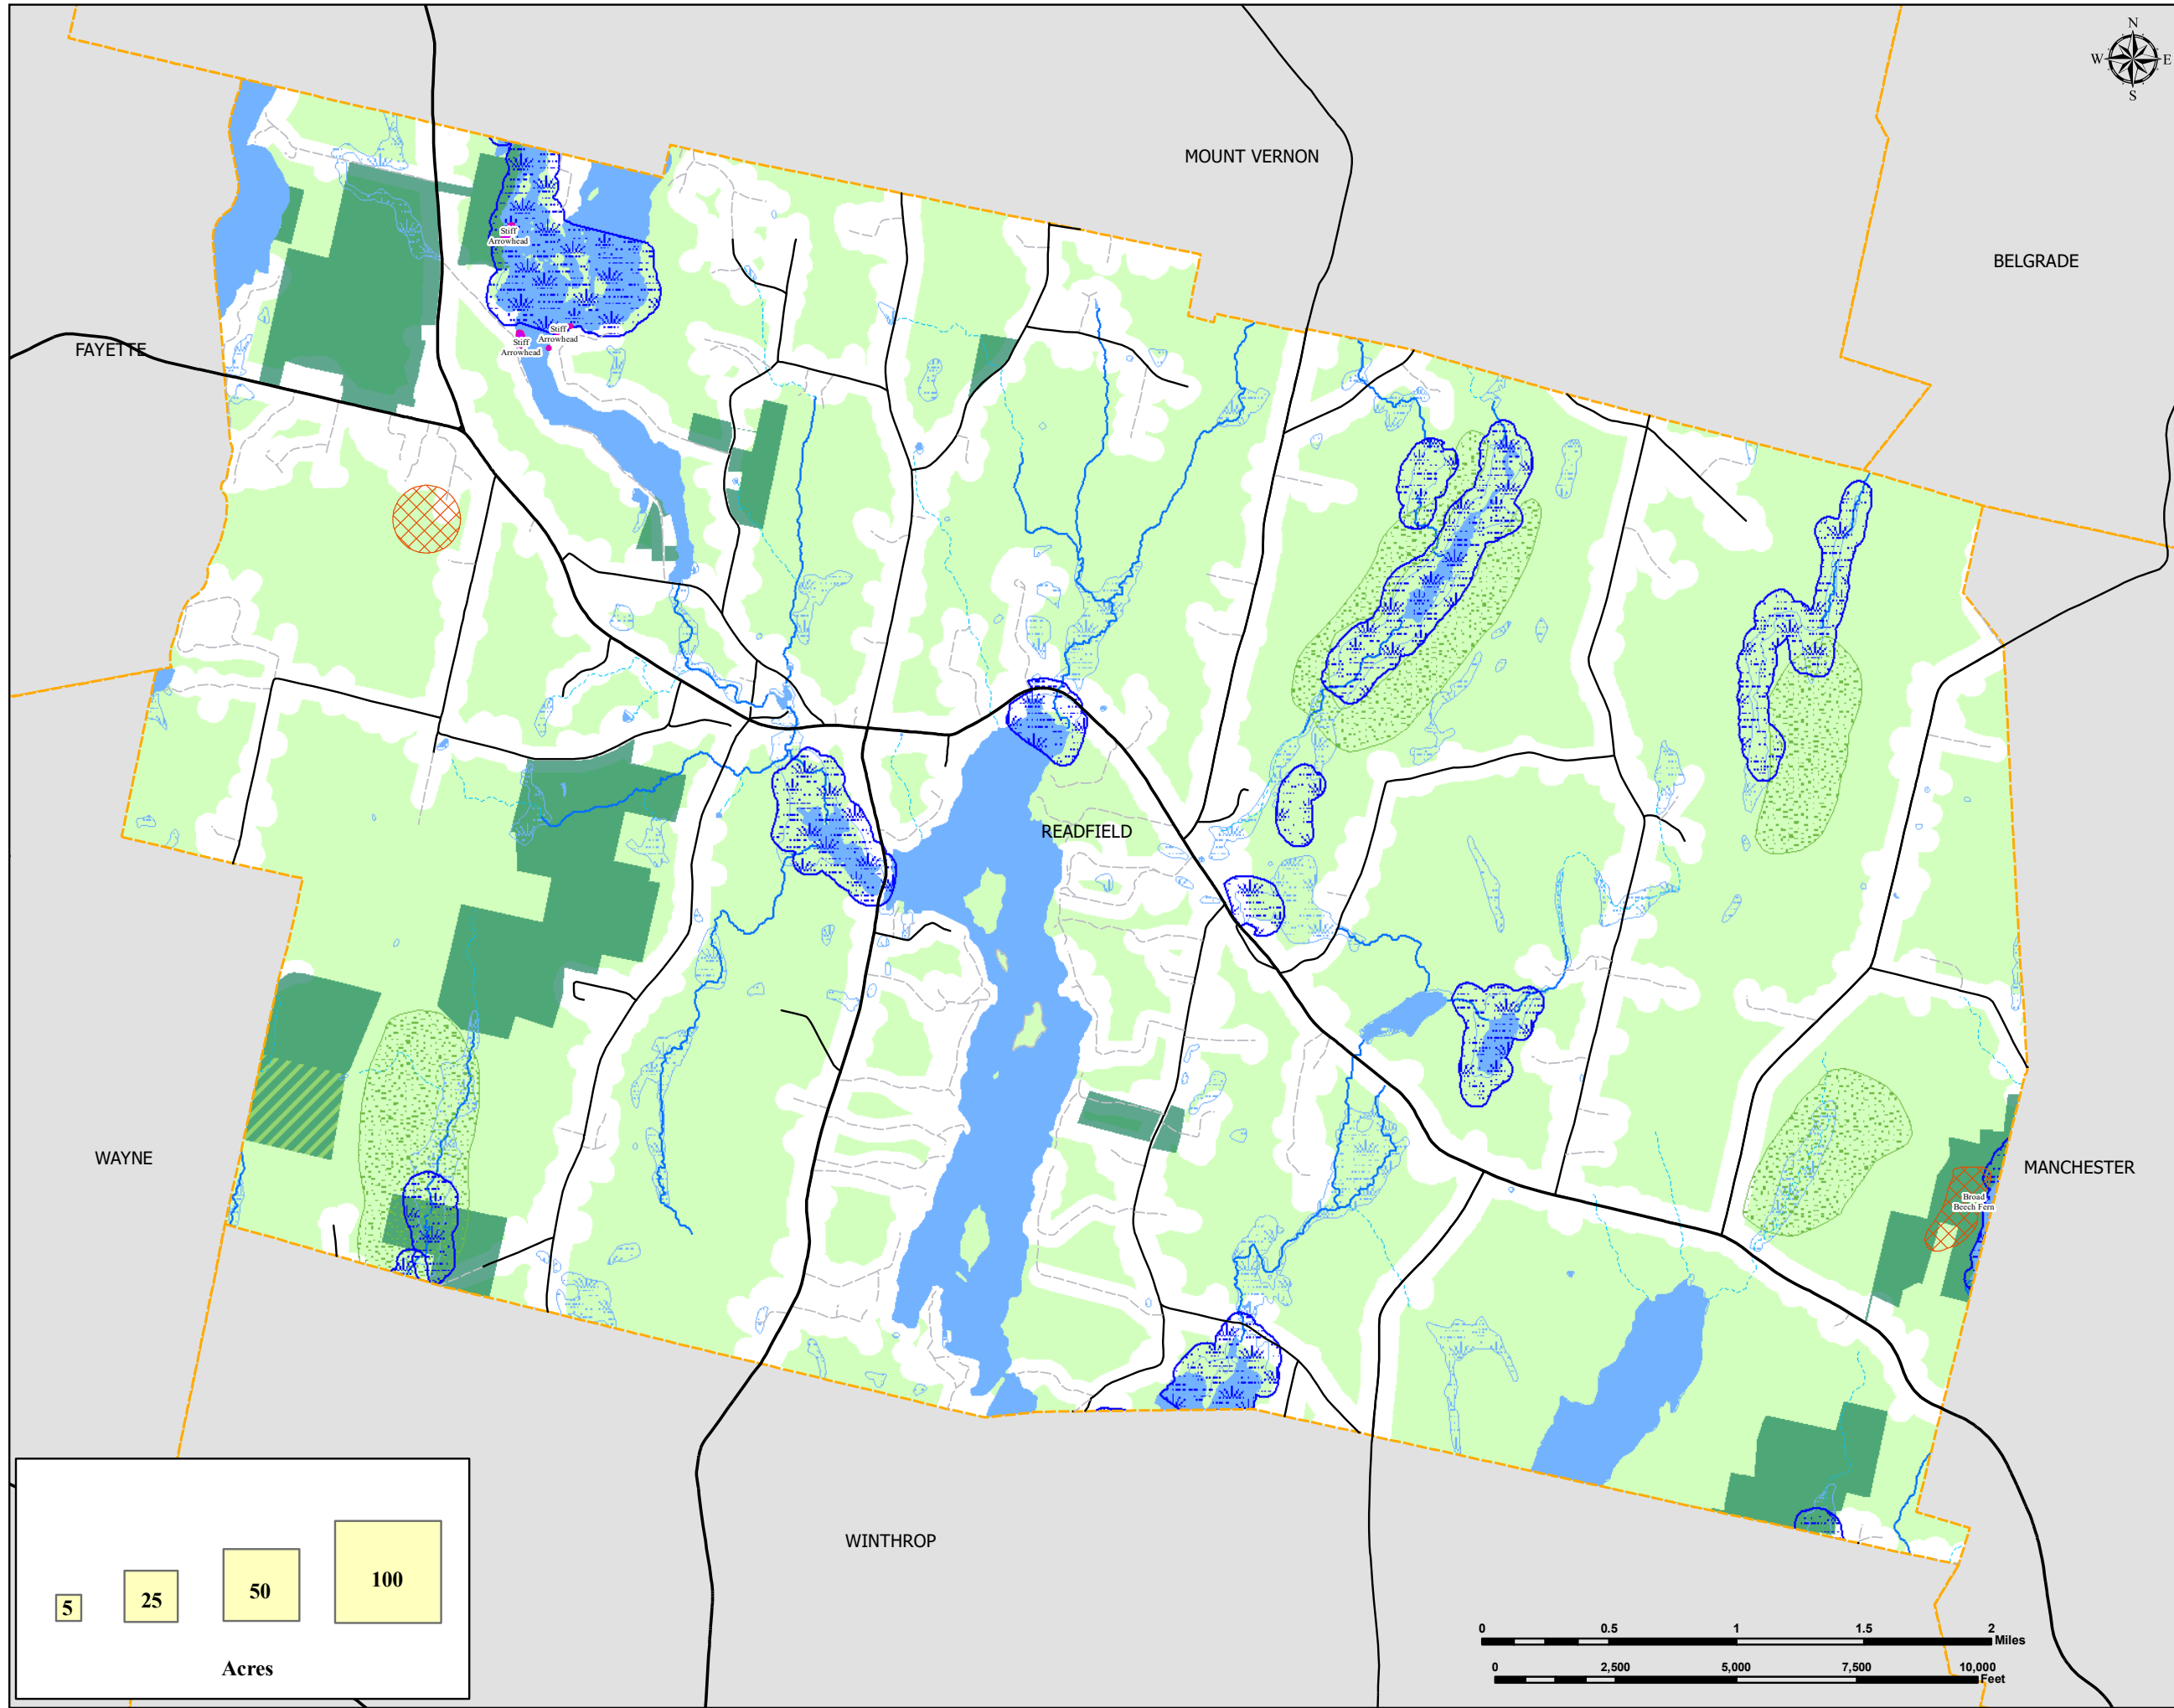 N
W E
S
MOUNT VERNON
BELGRADE
Stiff
Arrowhead
Stiff
Arrowhead
Stiff
Arrowhead
FAYETTE
READFIELD
WAYNE
MANCHESTER
Broad
Beech Fern
WINTHROP
5
25
50
100
Acres
0 0.5 1 1.5 2
Miles
0 2,500 5,000 7,500 10,000
Feet